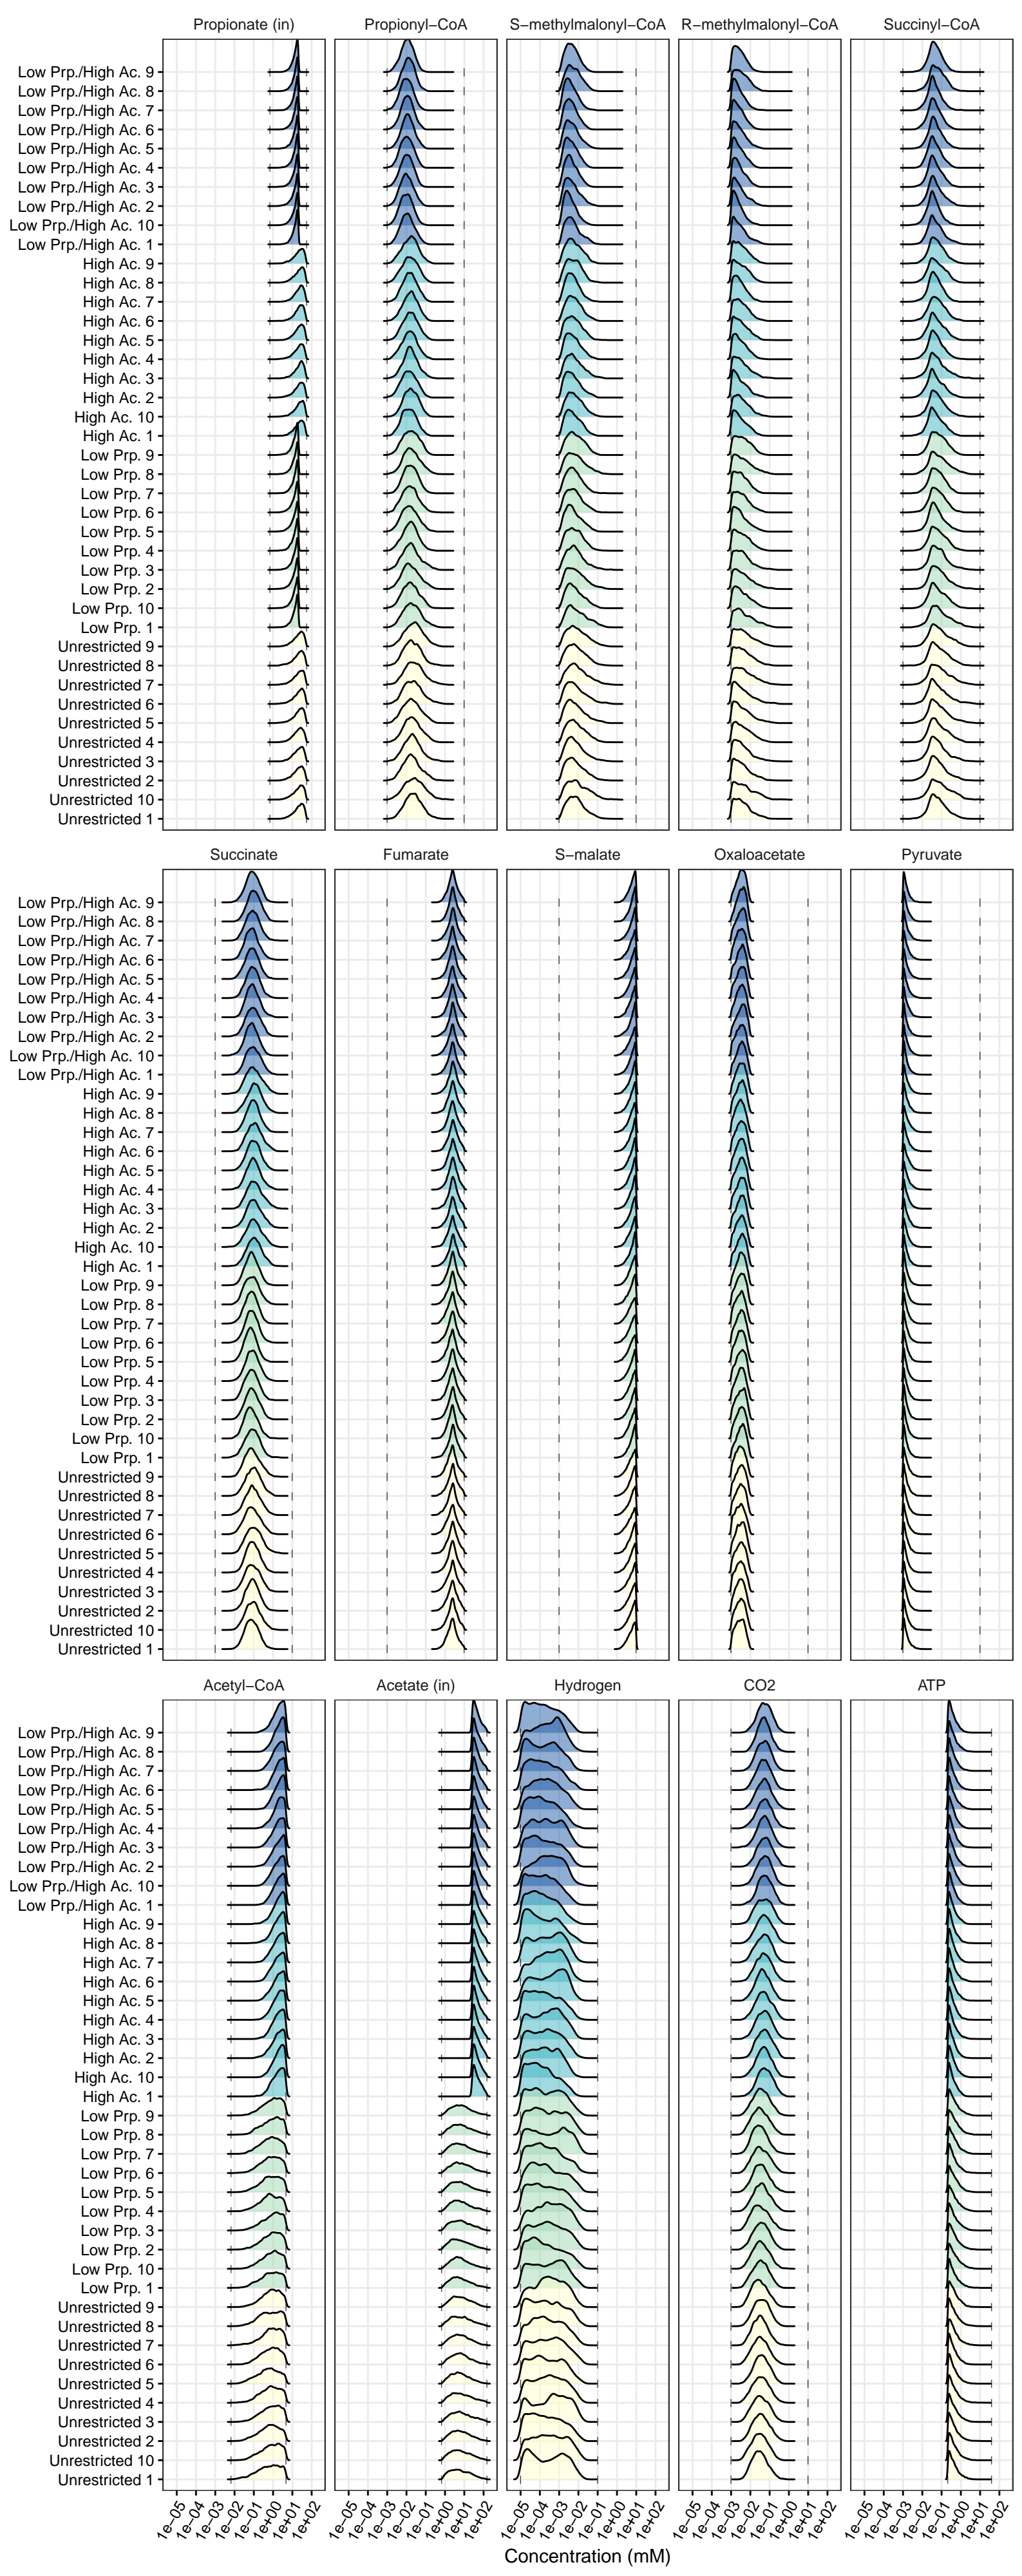 Propionate (in) Propionyl−CoA S−methylmalonyl−CoA R−methylmalonyl−CoA Succinyl−CoA
Low Prp./High Ac. 9
Low Prp./High Ac. 8
Low Prp./High Ac. 7
Low Prp./High Ac. 6
Low Prp./High Ac. 5
Low Prp./High Ac. 4
Low Prp./High Ac. 3
Low Prp./High Ac. 2
Low Prp./High Ac. 10
Low Prp./High Ac. 1
High Ac. 9
High Ac. 8
High Ac. 7
High Ac. 6
High Ac. 5
High Ac. 4
High Ac. 3
High Ac. 2
High Ac. 10
High Ac. 1
Low Prp. 9
Low Prp. 8
Low Prp. 7
Low Prp. 6
Low Prp. 5
Low Prp. 4
Low Prp. 3
Low Prp. 2
Low Prp. 10
Low Prp. 1
Unrestricted 9
Unrestricted 8
Unrestricted 7
Unrestricted 6
Unrestricted 5
Unrestricted 4
Unrestricted 3
Unrestricted 2
Unrestricted 10
Unrestricted 1
Succinate Fumarate S−malate Oxaloacetate Pyruvate
Low Prp./High Ac. 9
Low Prp./High Ac. 8
Low Prp./High Ac. 7
Low Prp./High Ac. 6
Low Prp./High Ac. 5
Low Prp./High Ac. 4
Low Prp./High Ac. 3
Low Prp./High Ac. 2
Low Prp./High Ac. 10
Low Prp./High Ac. 1
High Ac. 9
High Ac. 8
High Ac. 7
High Ac. 6
High Ac. 5
High Ac. 4
High Ac. 3
High Ac. 2
High Ac. 10
High Ac. 1
Low Prp. 9
Low Prp. 8
Low Prp. 7
Low Prp. 6
Low Prp. 5
Low Prp. 4
Low Prp. 3
Low Prp. 2
Low Prp. 10
Low Prp. 1
Unrestricted 9
Unrestricted 8
Unrestricted 7
Unrestricted 6
Unrestricted 5
Unrestricted 4
Unrestricted 3
Unrestricted 2
Unrestricted 10
Unrestricted 1
Acetyl−CoA Acetate (in) Hydrogen CO2 ATP
Low Prp./High Ac. 9
Low Prp./High Ac. 8
Low Prp./High Ac. 7
Low Prp./High Ac. 6
Low Prp./High Ac. 5
Low Prp./High Ac. 4
Low Prp./High Ac. 3
Low Prp./High Ac. 2
Low Prp./High Ac. 10
Low Prp./High Ac. 1
High Ac. 9
High Ac. 8
High Ac. 7
High Ac. 6
High Ac. 5
High Ac. 4
High Ac. 3
High Ac. 2
High Ac. 10
High Ac. 1
Low Prp. 9
Low Prp. 8
Low Prp. 7
Low Prp. 6
Low Prp. 5
Low Prp. 4
Low Prp. 3
Low Prp. 2
Low Prp. 10
Low Prp. 1
Unrestricted 9
Unrestricted 8
Unrestricted 7
Unrestricted 6
Unrestricted 5
Unrestricted 4
Unrestricted 3
Unrestricted 2
Unrestricted 10
Unrestricted 1
1e−05 1e−04 1e−03 1e−02 1e−01 1e+00 1e+01 1e+02 1e−05 1e−04 1e−03 1e−02 1e−01 1e+00 1e+01 1e+02 1e−05 1e−04 1e−03 1e−02 1e−01 1e+00 1e+01 1e+02 1e−05 1e−04 1e−03 1e−02 1e−01 1e+00 1e+01 1e+02 1e−05 1e−04 1e−03 1e−02 1e−01 1e+00 1e+01 1e+02
Concentration (mM)